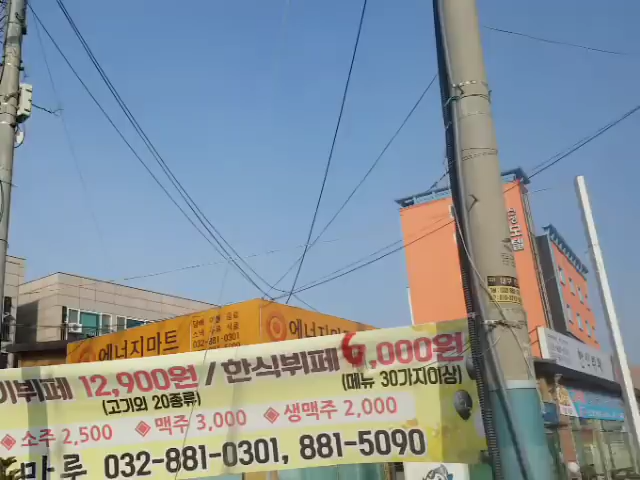 에너지마트
032-881-0301
에너지마트
이뷔페 12,900원 / 한식뷔페 6,000원
(고기외 20종류)
(메뉴 30가지이상)
◈ 소주 2,500 ◈ 맥주 3,000 ◈ 생맥주 2,000
마루 032-881-0301, 881-5090